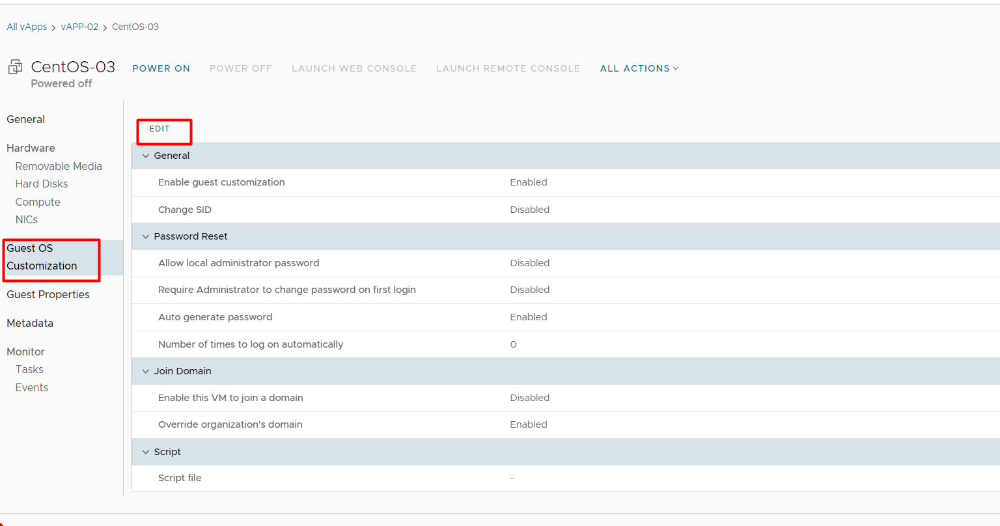 All vApps > vAPP-02 > CentOS-03
CentOS-03 POWER ON POWER OFF LAUNCH WEB CONSOLE LAUNCH REMOTE CONSOLE ALL ACTIONS
Powered off
General
Hardware
Removable Media
Hard Disks
Compute
NICs
Guest OS
Customization
Guest Properties
Metadata
Monitor
Tasks
Events
EDIT
General
Enable guest customization Enabled
Change SID Disabled
Password Reset
Allow local administrator password Disabled
Require Administrator to change password on first login Disabled
Auto generate password Enabled
Number of times to log on automatically 0
Join Domain
Enable this VM to join a domain Disabled
Override organization's domain Enabled
Script
Script file -